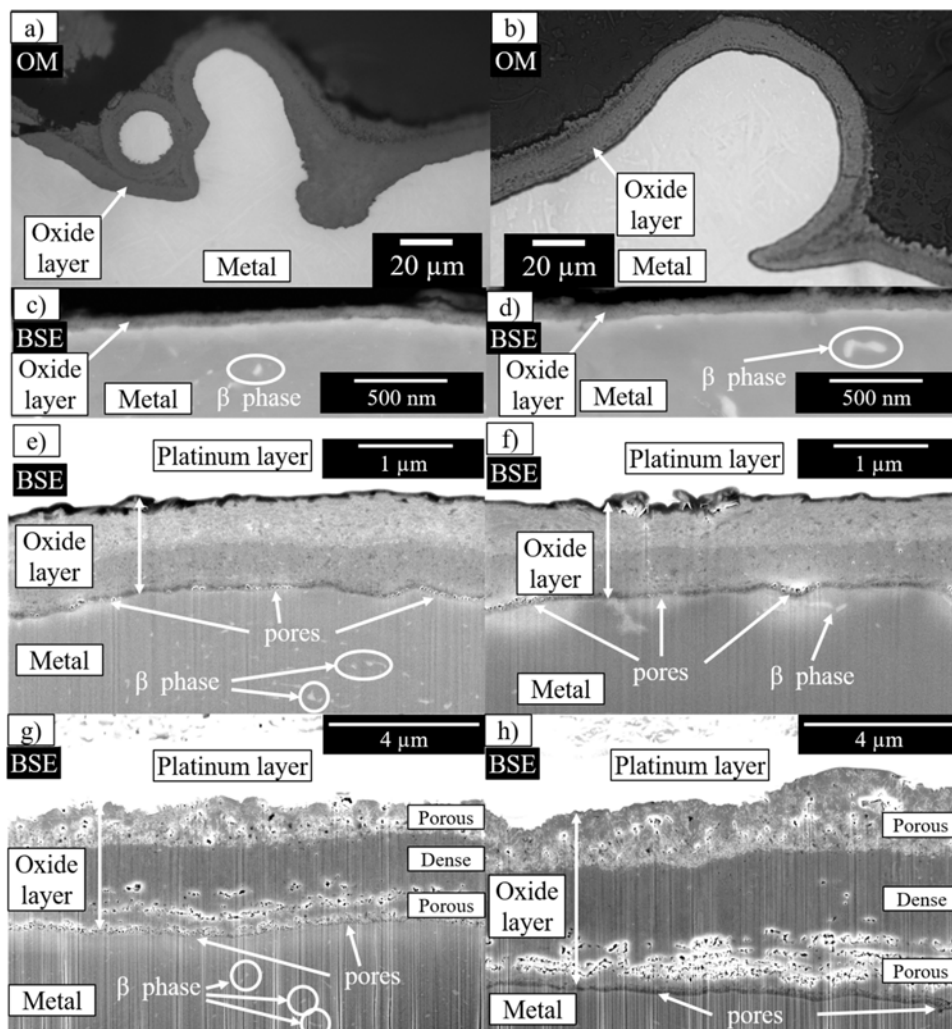 a)
OM
Oxide
layer
Metal
20 µm
b)
OM
Oxide
layer
Metal
20 µm
c)
BSE
Oxide
layer
Metal
β phase
500 nm
d)
BSE
Oxide
layer
Metal
β phase
500 nm
e)
BSE
Platinum layer
1 µm
Oxide
layer
pores
β phase
Metal
f)
BSE
Platinum layer
1 µm
Oxide
layer
pores
β phase
Metal
g)
BSE
Platinum layer
4 µm
Porous
Oxide
layer
Dense
Porous
β phase
pores
Metal
h)
BSE
Platinum layer
4 µm
Porous
Oxide
layer
Dense
Porous
Metal
pores